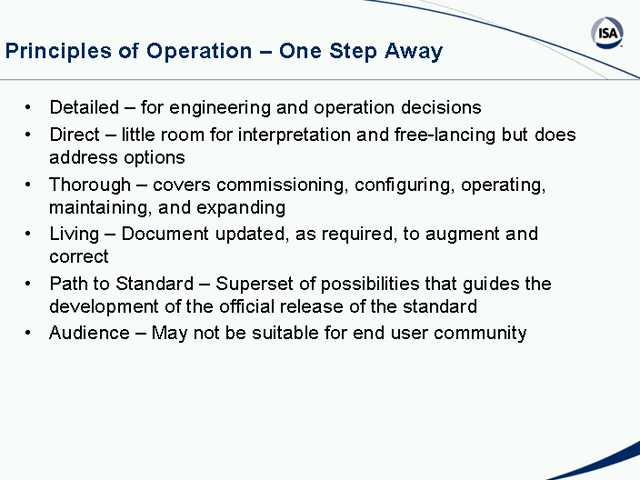 ISA
Principles of Operation – One Step Away
• Detailed – for engineering and operation decisions
• Direct – little room for interpretation and free-lancing but does
address options
• Thorough – covers commissioning, configuring, operating,
maintaining, and expanding
• Living – Document updated, as required, to augment and
correct
• Path to Standard – Superset of possibilities that guides the
development of the official release of the standard
• Audience – May not be suitable for end user community